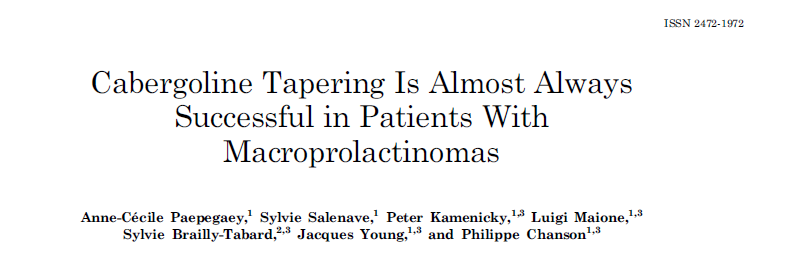 ISSN 2472-1972
Cabergoline Tapering Is Almost Always
Successful in Patients With
Macroprolactinomas
Anne-Cécile Paepegaey,1 Sylvie Salenave,1 Peter Kamenicky,1,3 Luigi Maione,1,3
Sylvie Brailly-Tabard,2,3 Jacques Young,1,3 and Philippe Chanson1,3